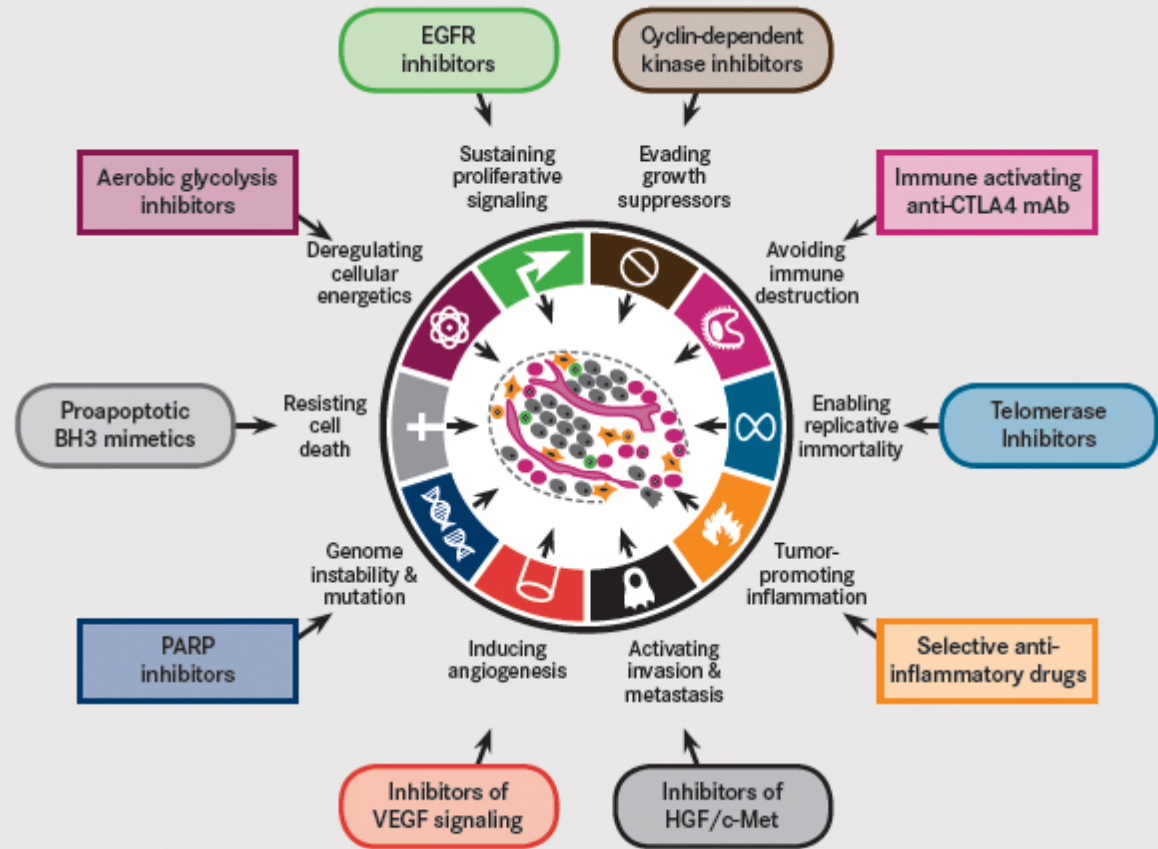 EGFR
inhibitors
Cyclin-dependent
kinase inhibitors
Sustaining
proliferative
signaling
Evading
growth
suppressors
Aerobic glycolysis
inhibitors
Immune activating
anti-CTLA4 mAb
Deregulating
cellular
energetics
Avoiding
immune
destruction
Proapoptotic
BH3 mimetics
Resisting
cell
death
Enabling
replicative
immortality
Telomerase
Inhibitors
Genome
instability &
mutation
Tumor-
promoting
inflammation
PARP
inhibitors
Inducing
angiogenesis
Activating
invasion &
metastasis
Selective anti-
inflammatory drugs
Inhibitors of
VEGF signaling
Inhibitors of
HGF/c-Met